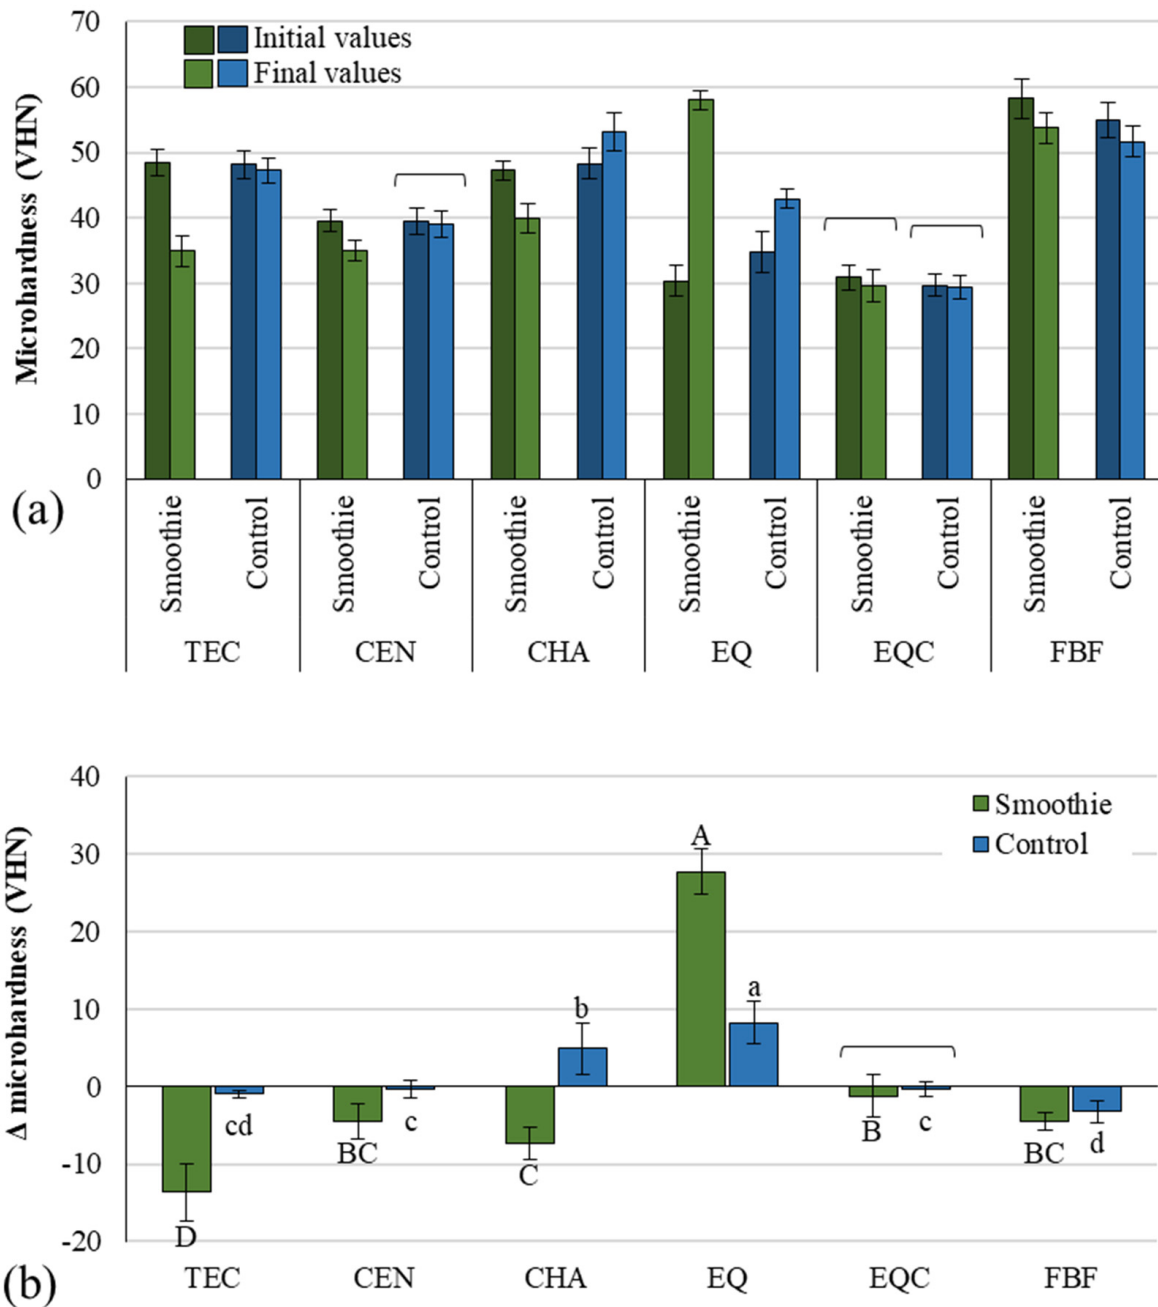 Microhardness (VHN)
70
60
50
40
30
20
10
0
Initial values
Final values
(a)
Smoothie Control Smoothie Control Smoothie Control Smoothie Control Smoothie Control Smoothie Control
TEC CEN CHA EQ EQC FBF
Δ microhardness (VHN)
40
30
20
10
0
-10
-20
Smoothie
Control
A
a
b
cd
c
B
c
BC
C
BC
d
D
(b)
TEC CEN CHA EQ EQC FBF